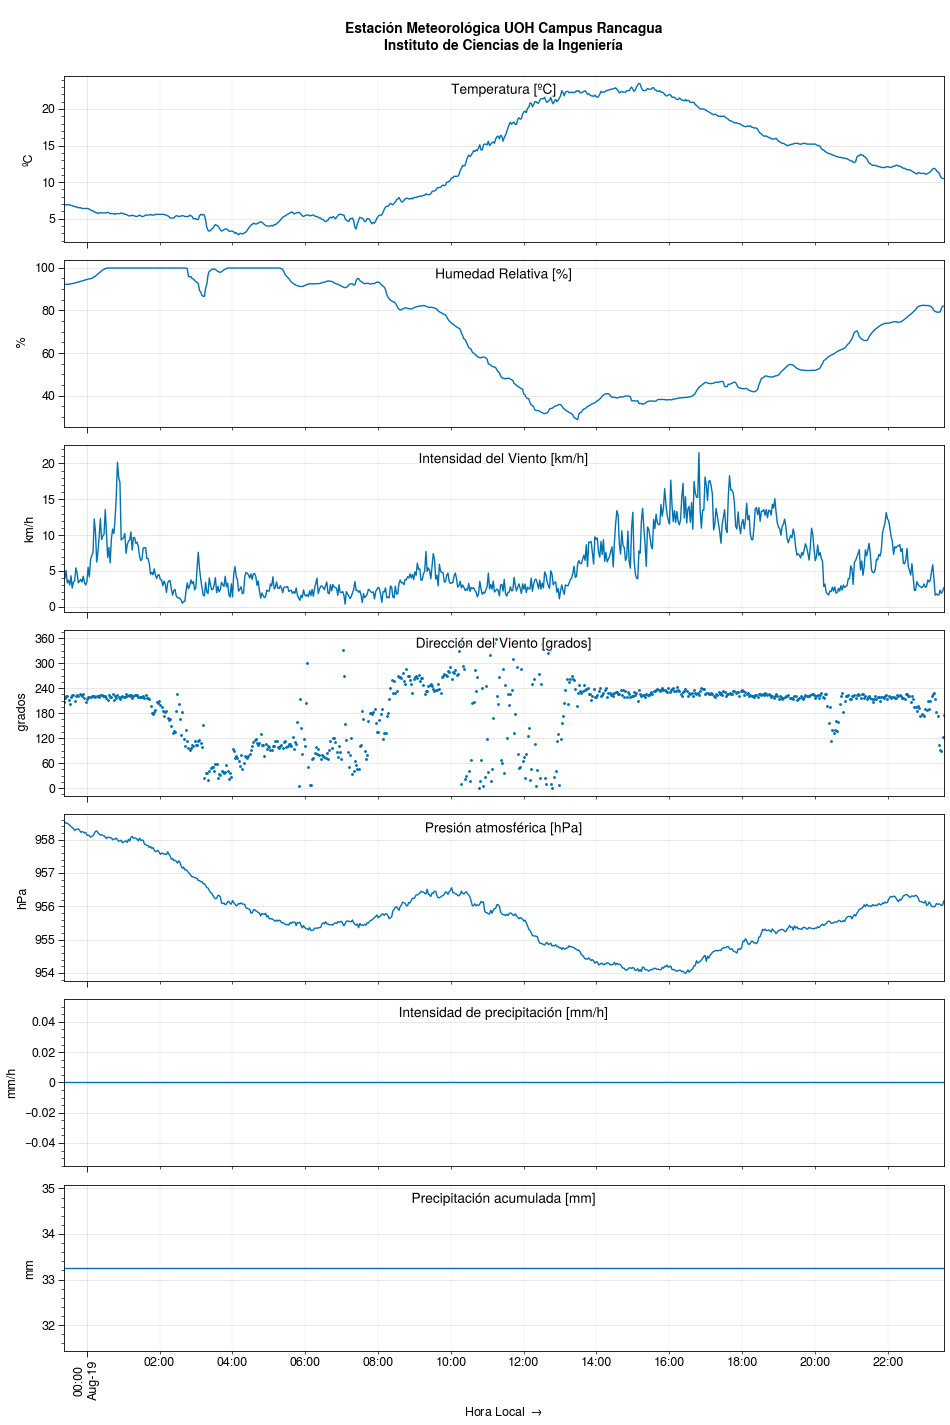 Estación Meteorológica UOH Campus Rancagua
Instituto de Ciencias de la Ingeniería
Temperatura [ºC]
ºC
20
15
10
5
Humedad Relativa [%]
%
100
80
60
40
Intensidad del Viento [km/h]
km/h
20
15
10
5
0
Dirección del Viento [grados]
grados
360
300
240
180
120
60
0
Presión atmosférica [hPa]
hPa
958
957
956
955
954
Intensidad de precipitación [mm/h]
mm/h
0.04
0.02
0
−0.02
−0.04
Precipitación acumulada [mm]
mm
35
34
33
32
00:00
Aug-19
02:00
04:00
06:00
08:00
10:00
12:00
14:00
16:00
18:00
20:00
22:00
Hora Local →